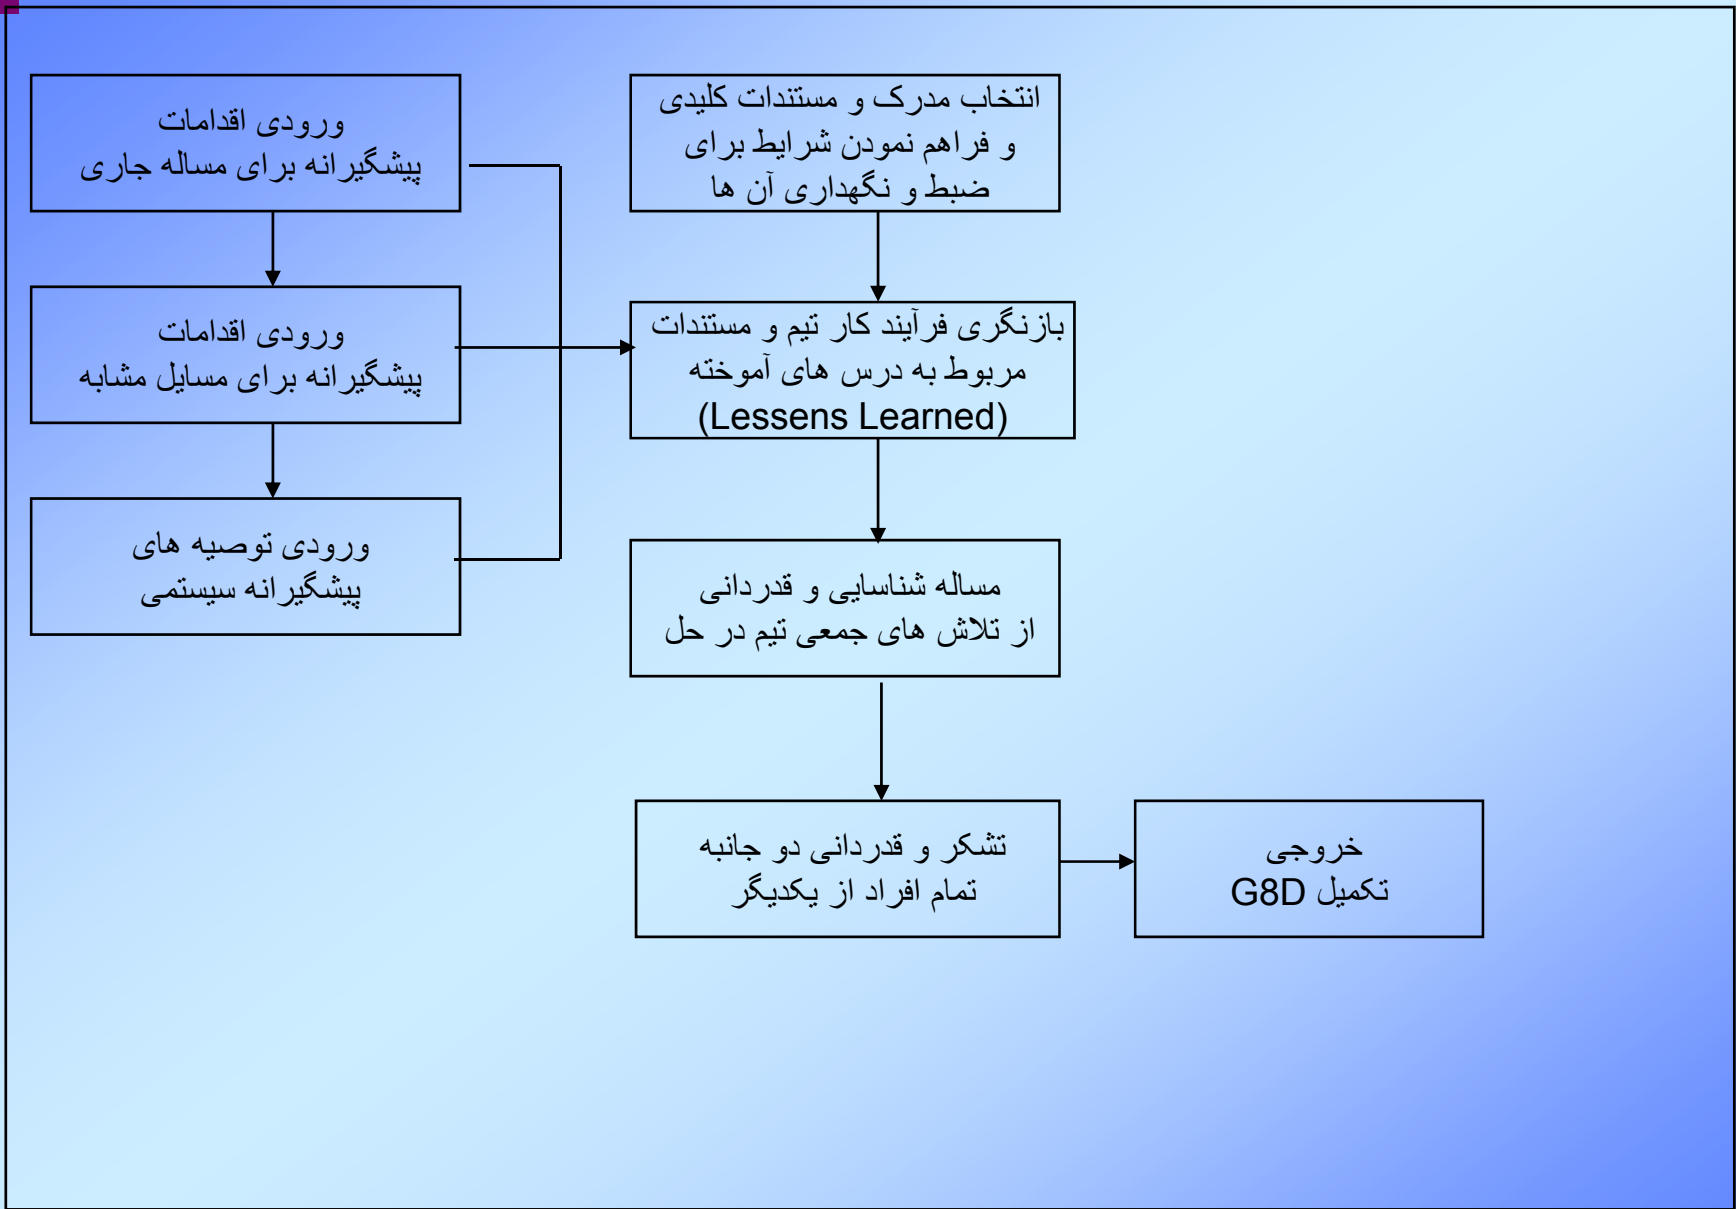 ورودی اقدامات
پیشگیرانه برای مساله جاری
ورودی اقدامات
پیشگیرانه برای مسایل مشابه
ورودی توصیه های
پیشگیرانه سیستمی
انتخاب مدرک و مستندات کلیدی
و فراهم نمودن شرایط برای
ضبط و نگهداری آن ها
بازنگری فرآیند کار تیم و مستندات
مربوط به درس های آموخته
(Lessens Learned)
مساله شناسایی و قدردانی
از تلاش های جمعی تیم در حل
تشکر و قدردانی دو جانبه
تمام افراد از یکدیگر
خروجی
تکمیل G8D